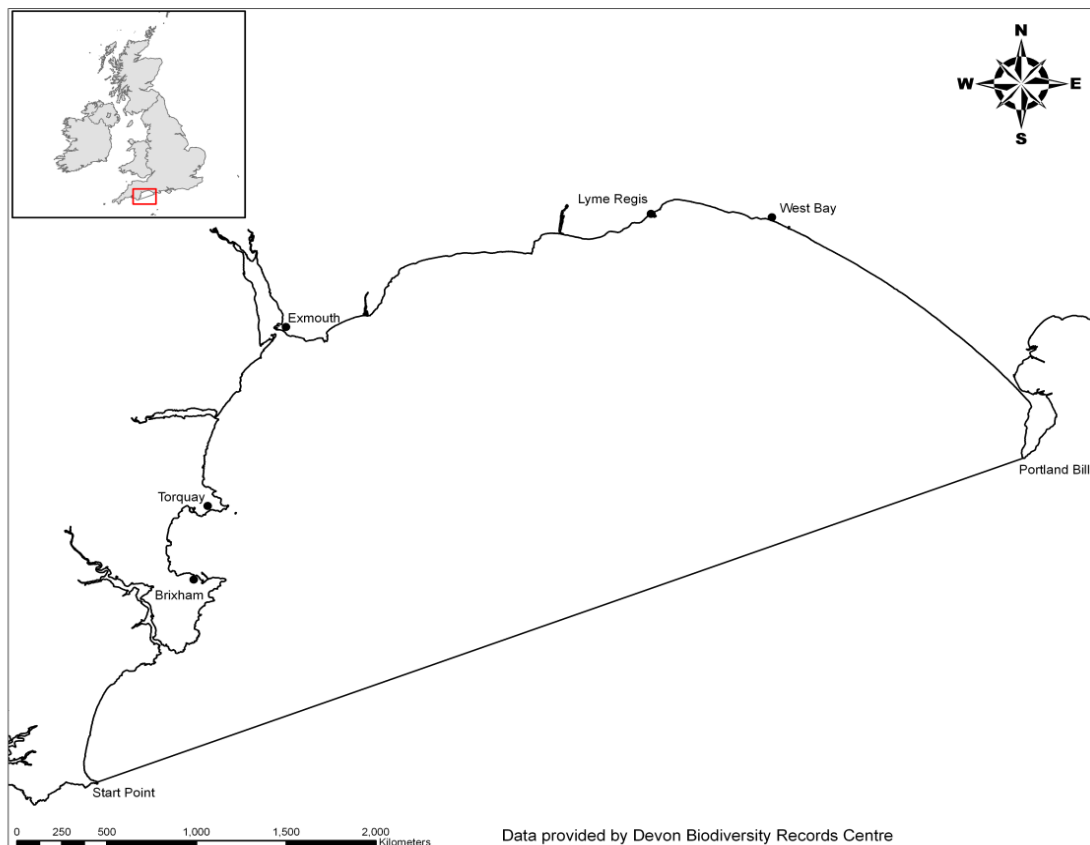 N
W E
S
Lyme Regis
West Bay
Exmouth
Portland Bill
Torquay
Brixham
Start Point
0 250 500 1,000 1,500 2,000
Kilometers
Data provided by Devon Biodiversity Records Centre